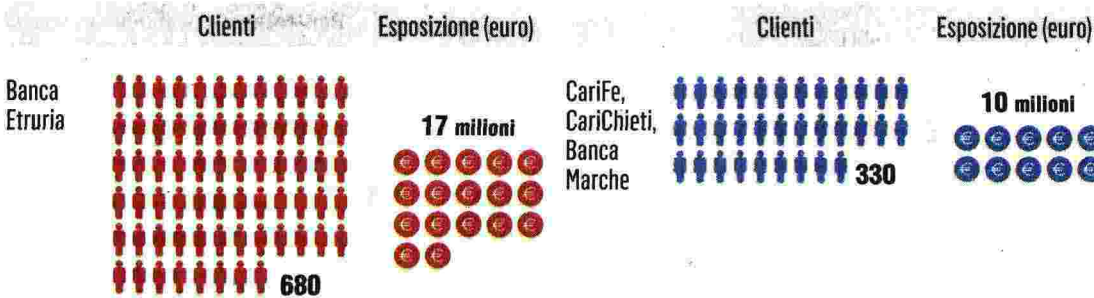 Clienti
Esposizione (euro)
Banca
Etruria
680
17 milioni
Clienti
Esposizione (euro)
CariFe,
CariChieti,
Banca
Marche
330
10 milioni